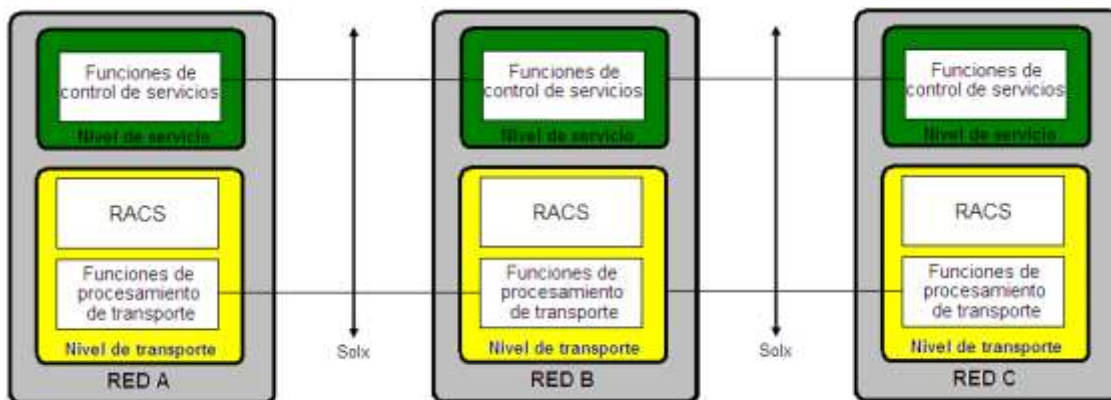 Funciones de
control de servicios
Nivel de servicio
RACS
Funciones de
procesamiento
de transporte
Nivel de transporte
RED A
SoIx
Funciones de
control de servicios
Nivel de servicio
RACS
Funciones de
procesamiento
de transporte
Nivel de transporte
RED B
SoIx
Funciones de
control de servicios
Nivel de servicio
RACS
Funciones de
procesamiento
de transporte
Nivel de transporte
RED C